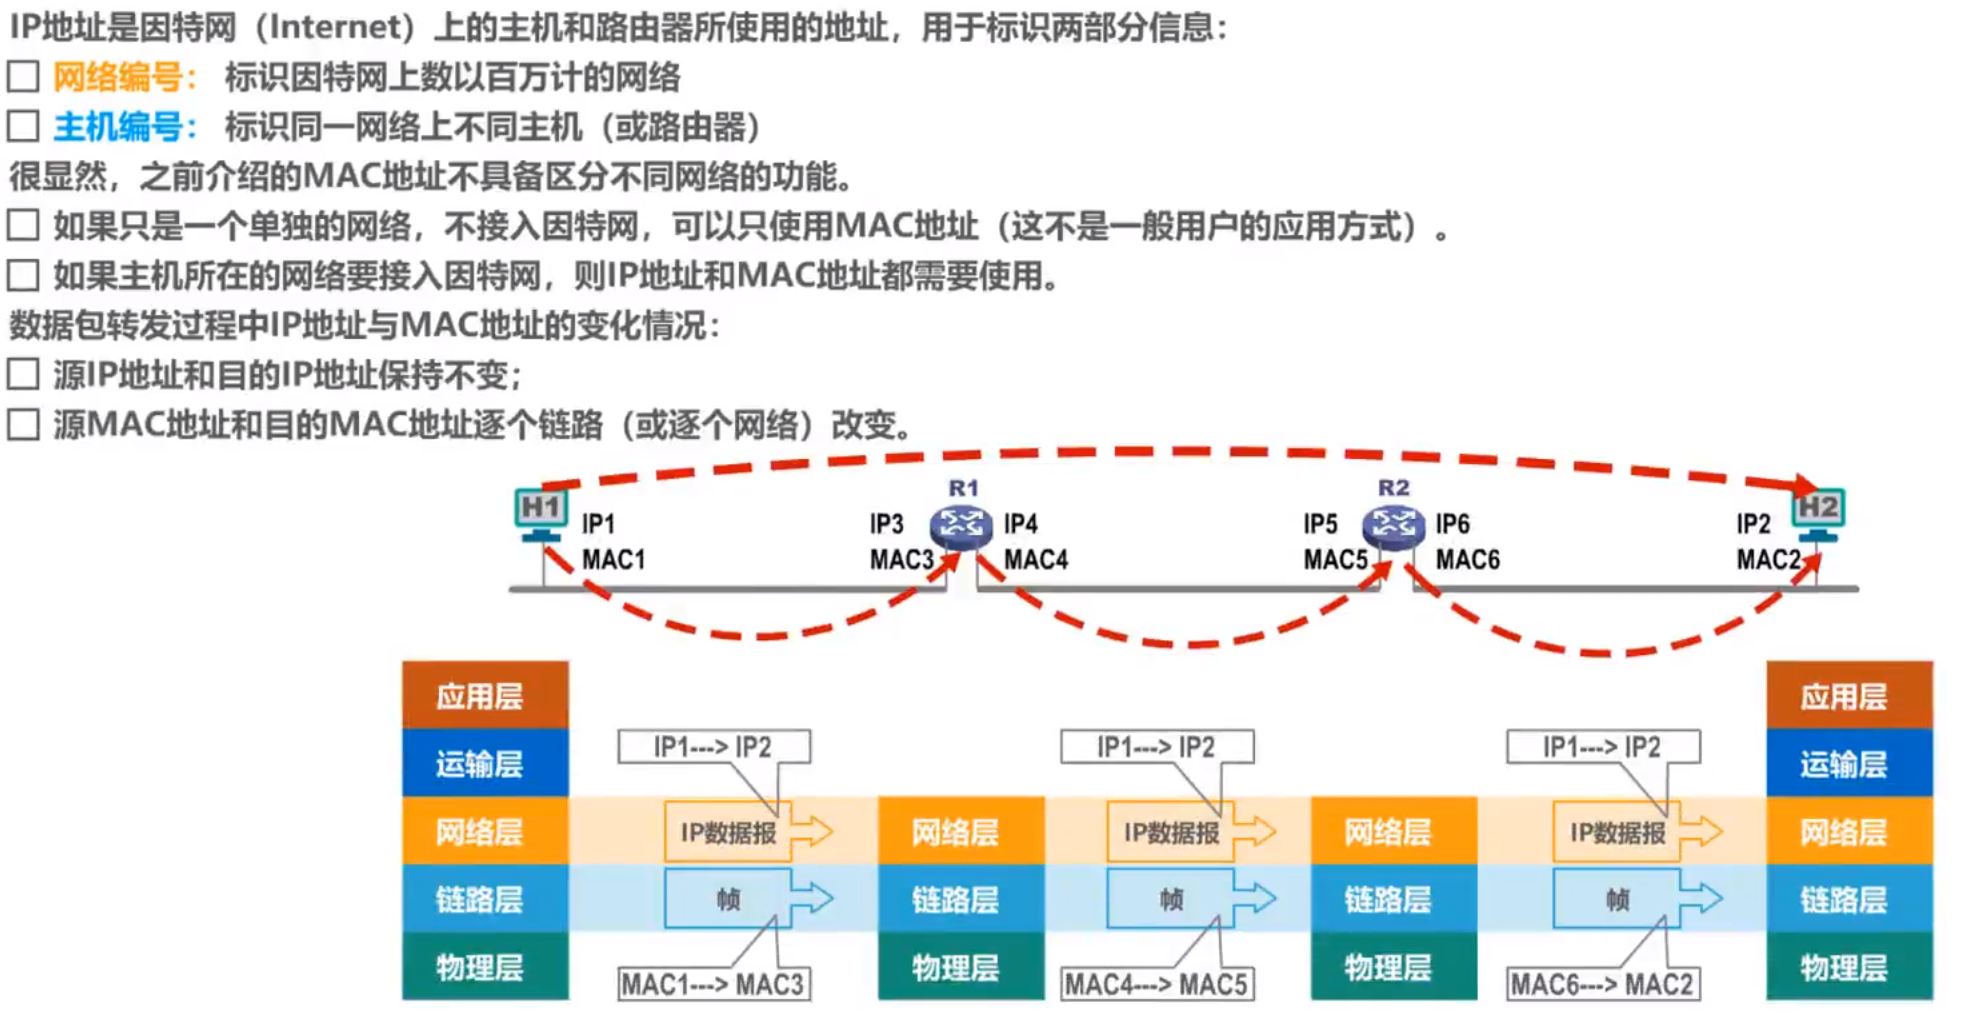 IP地址是因特网（Internet）上的主机和路由器所使用的地址，用于标识两部分信息：
网络编号： 标识因特网上数以百万计的网络
主机编号： 标识同一网络上不同主机（或路由器）
很显然，之前介绍的MAC地址不具备区分不同网络的功能。
如果只是一个单独的网络，不接入因特网，可以只使用MAC地址（这不是一般用户的应用方式）。
如果主机所在的网络要接入因特网，则IP地址和MAC地址都需要使用。
数据包转发过程中IP地址与MAC地址的变化情况：
源IP地址和目的IP地址保持不变；
源MAC地址和目的MAC地址逐个链路（或逐个网络）改变。
R1 R2
H1 H2
IP1 IP3 IP4 IP5 IP6 IP2
MAC1 MAC3 MAC4 MAC5 MAC6 MAC2
应用层 应用层
IP1---> IP2 IP1---> IP2 IP1---> IP2
运输层 运输层
网络层 IP数据报 网络层 IP数据报 网络层 IP数据报 网络层
链路层 帧 链路层 帧 链路层 帧 链路层
物理层 物理层 物理层 物理层
MAC1---> MAC3 MAC4---> MAC5 MAC6---> MAC2